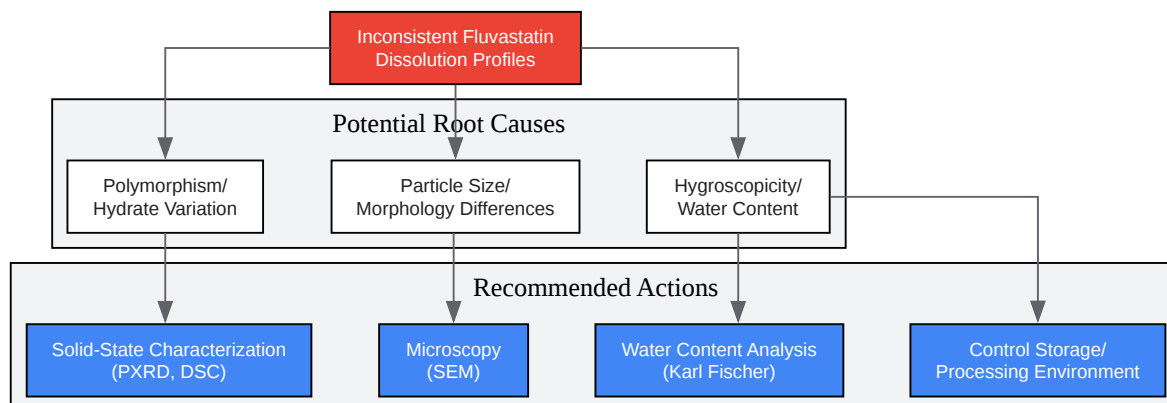 Inconsistent Fluvastatin
Dissolution Profiles
Potential Root Causes
Polymorphism/
Hydrate Variation
Particle Size/
Morphology Differences
Hygroscopicity/
Water Content
Recommended Actions
Solid-State Characterization
(PXRD, DSC)
Microscopy
(SEM)
Water Content Analysis
(Karl Fischer)
Control Storage/
Processing Environment